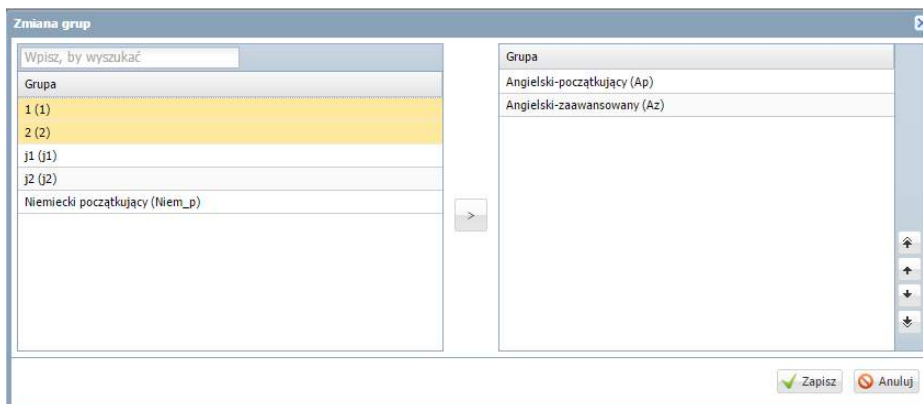 Zmiana grup
Wpisz, by wyszukać
Grupa
1 (1)
2 (2)
j1 (j1)
j2 (j2)
Niemiecki początkujący (Niem_p)
>
Grupa
Angielski-początkujący (Ap)
Angielski-zaawansowany (Az)
Zapisz
Anuluj